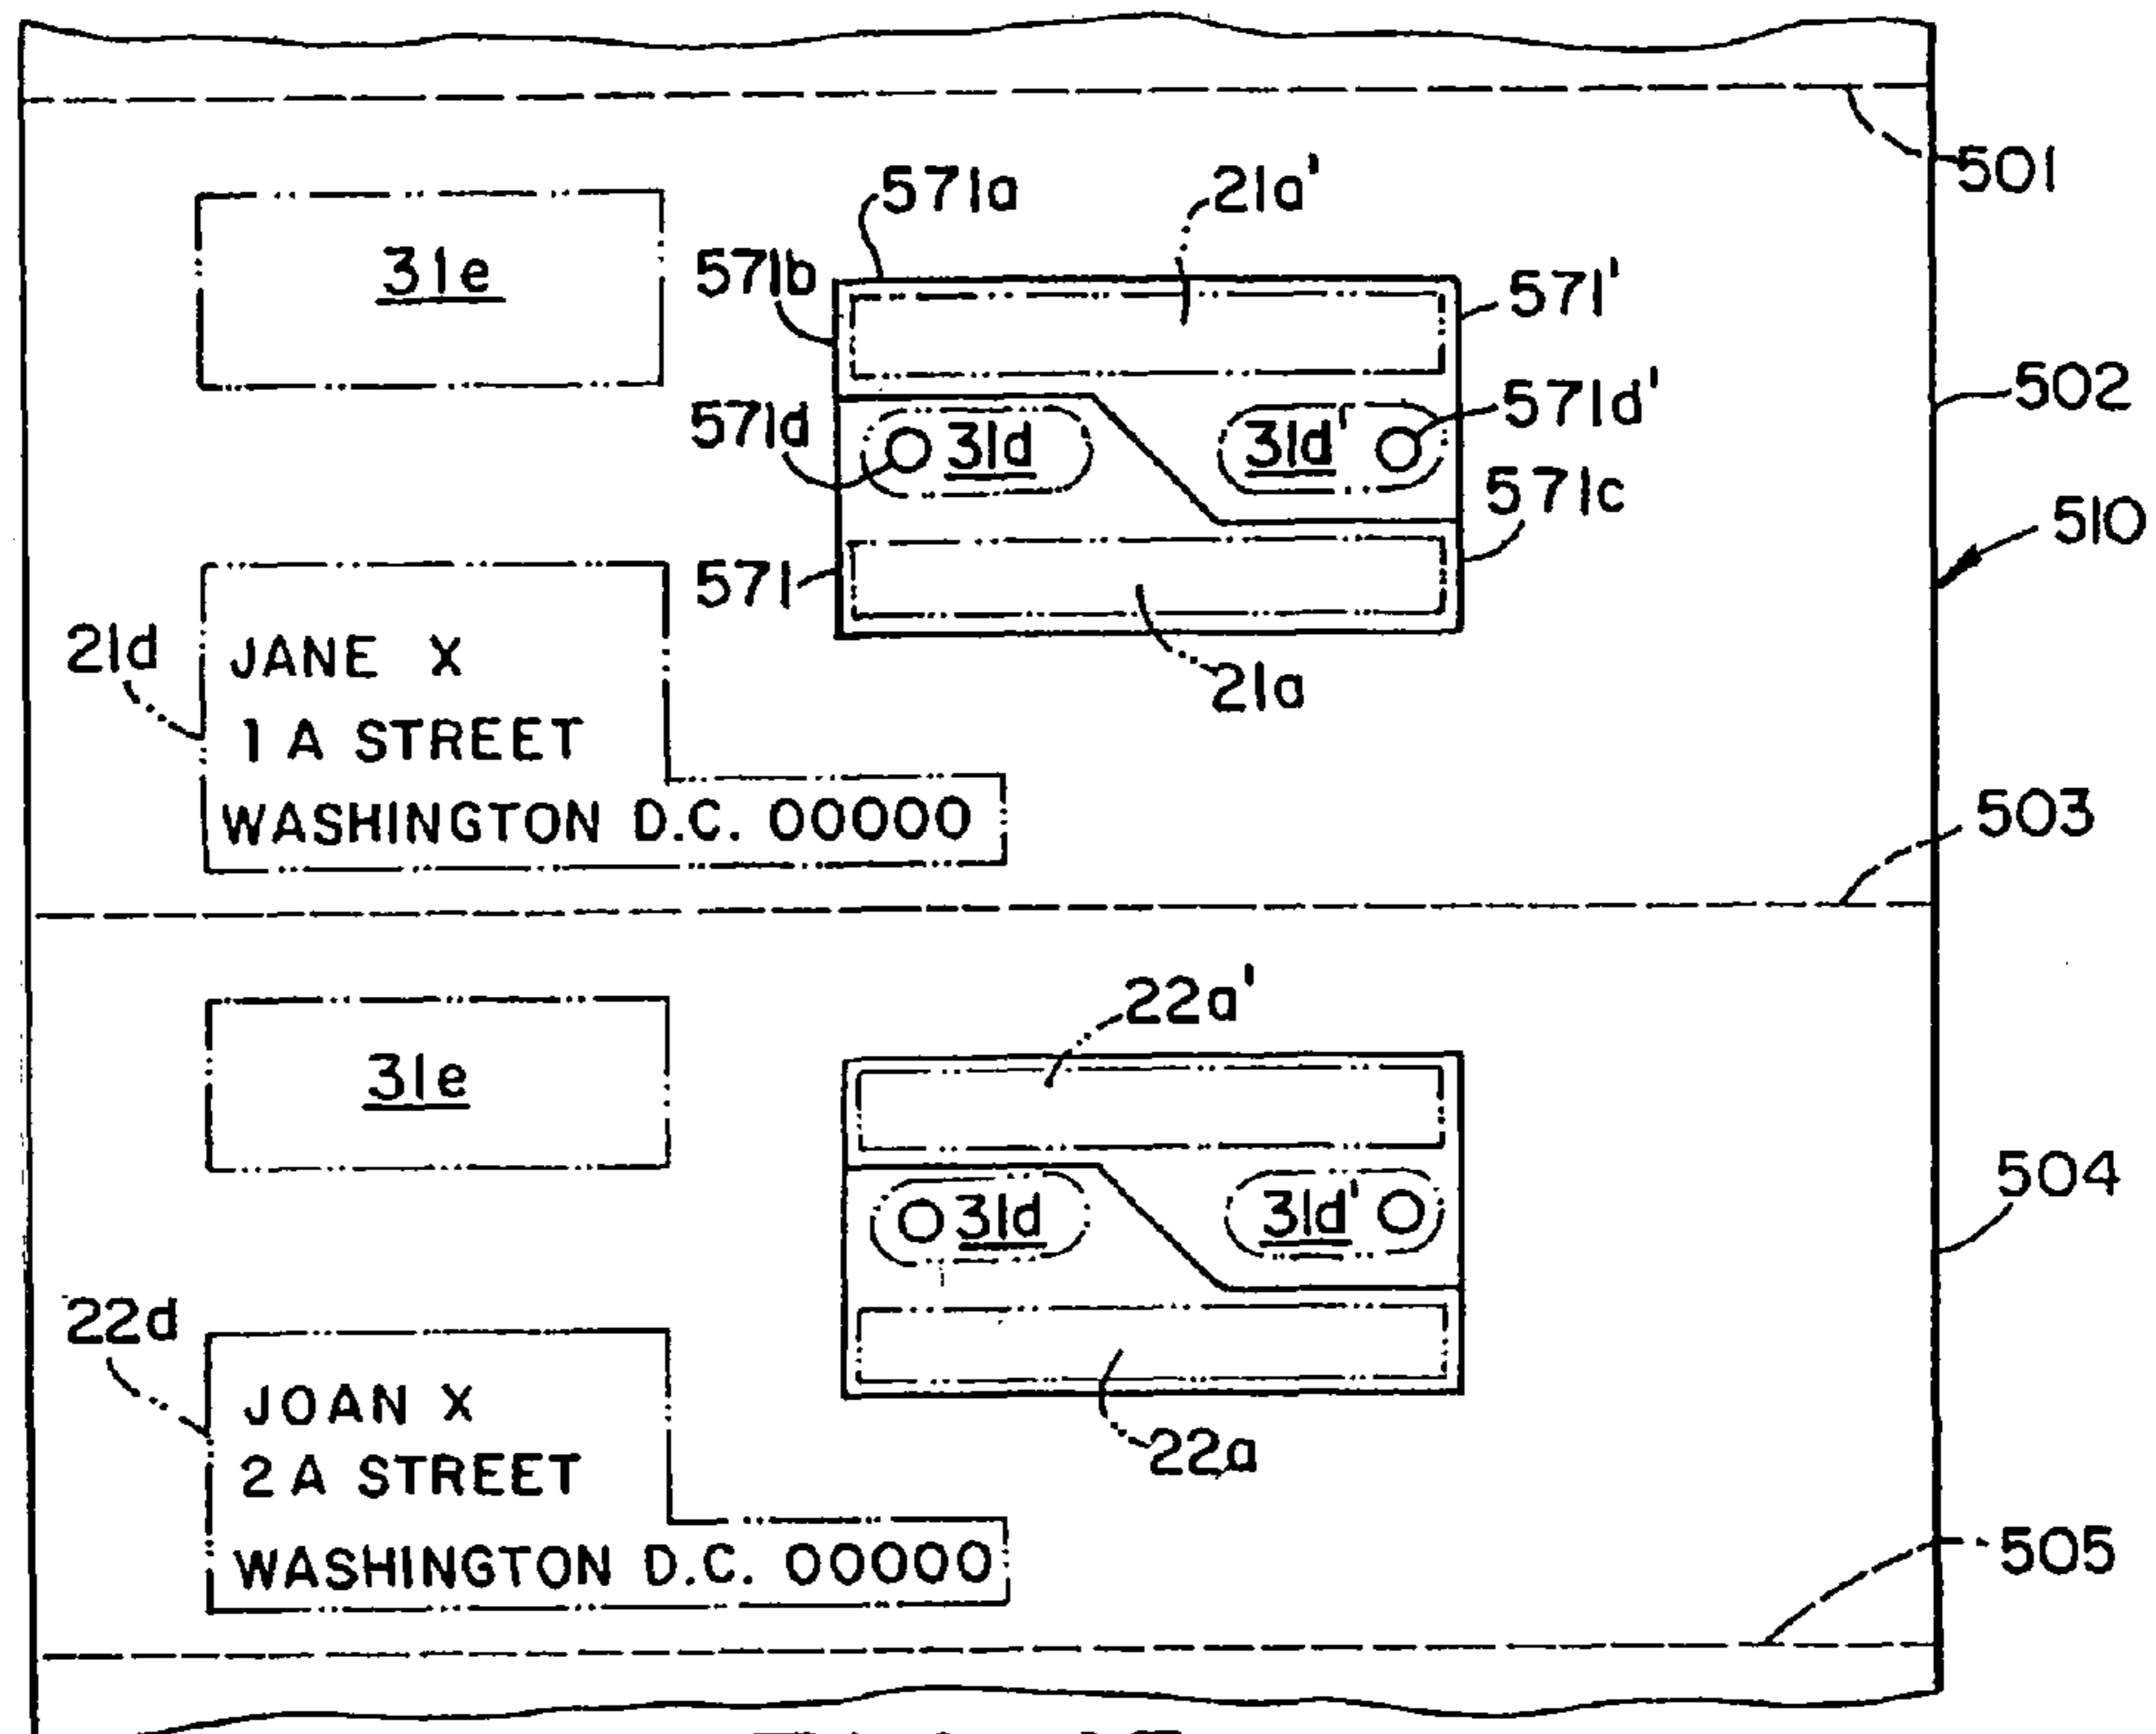 501
571a
21a'
31e
571b
571'
502
571d
31d
31d'
571d'
571c
510
571
21d
JANE X
1 A STREET
WASHINGTON D.C. 00000
21a
503
22a'
31e
31d
31d'
504
22d
JOAN X
2 A STREET
WASHINGTON D.C. 00000
22a
505